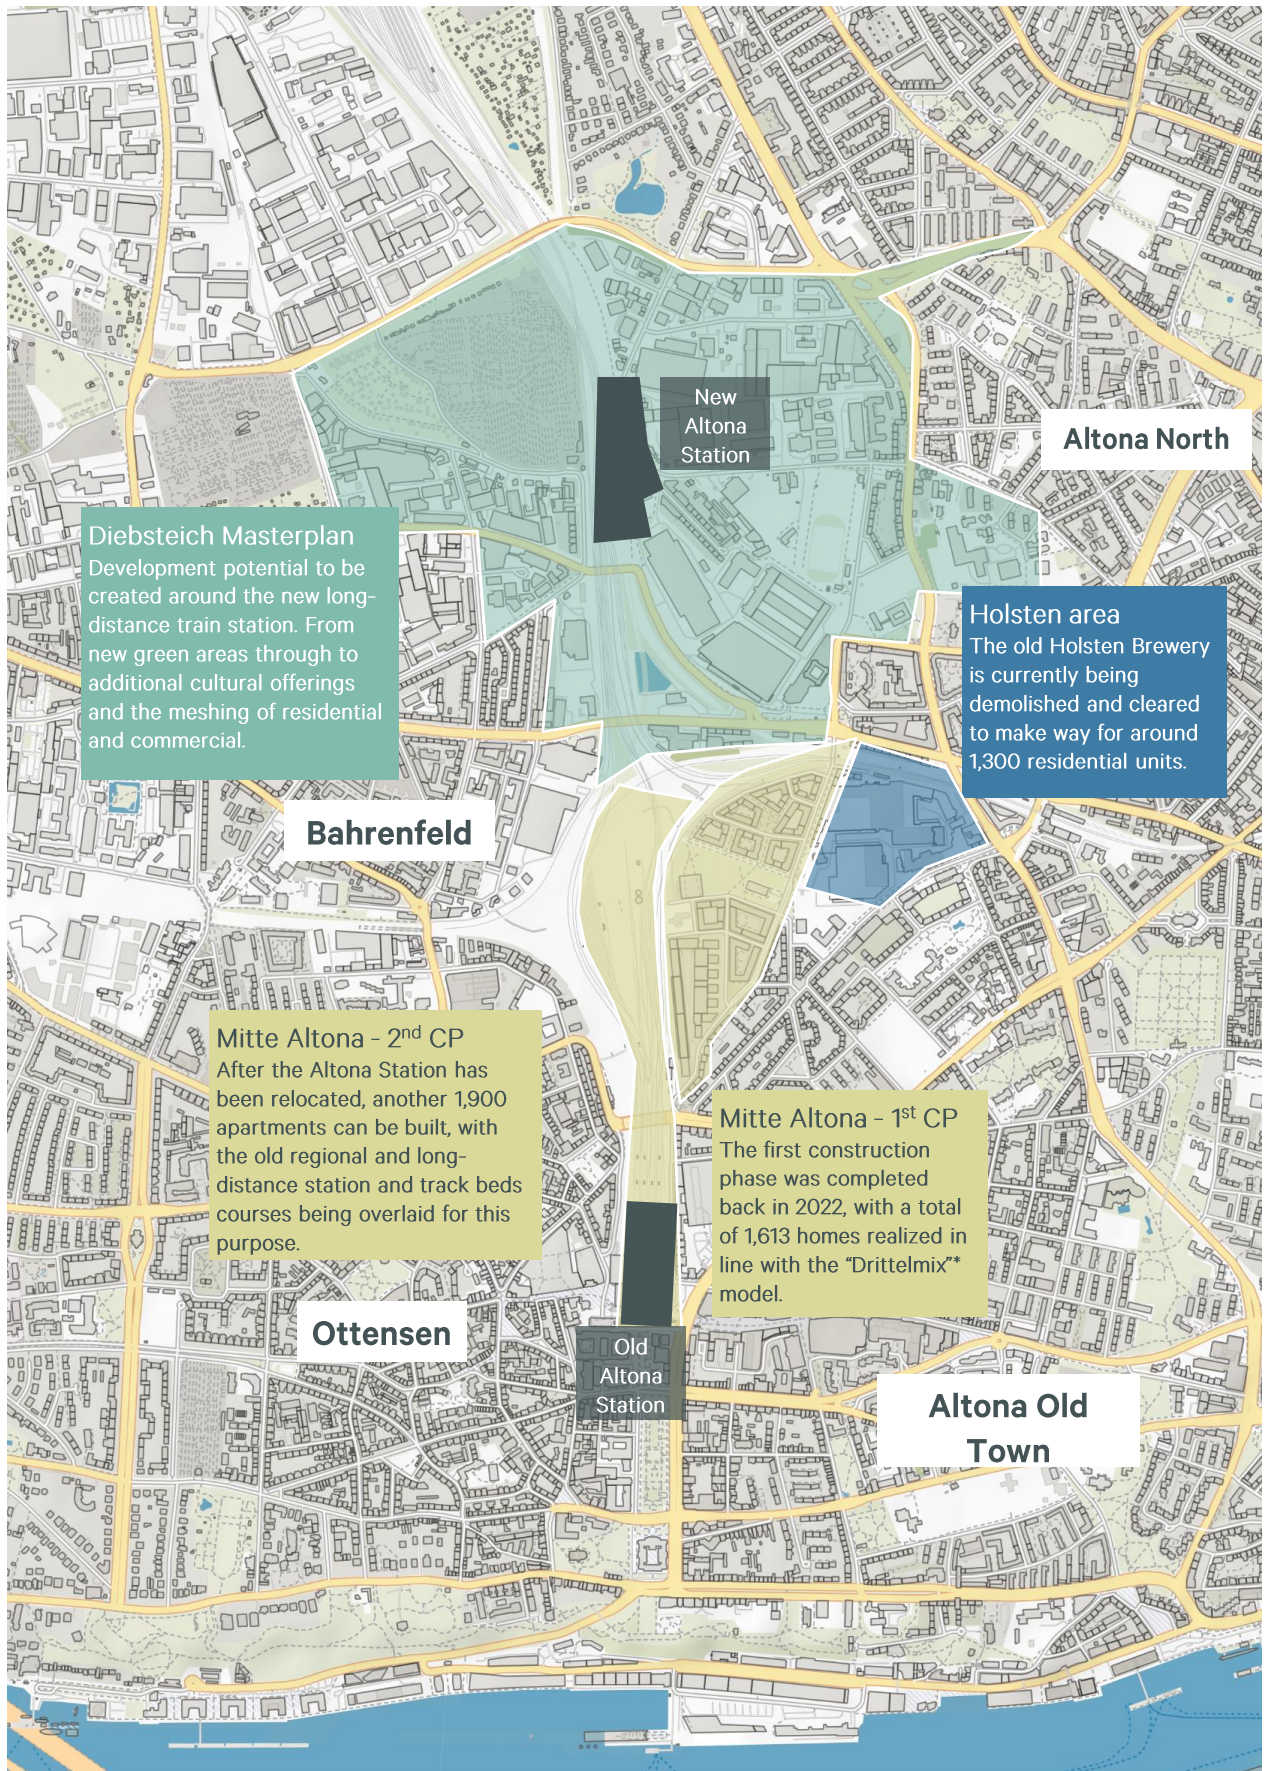 New
Altona
Station
Altona North
Diebsteich Masterplan
Development potential to be
created around the new long-
distance train station. From
new green areas through to
additional cultural offerings
and the meshing of residential
and commercial.
Holsten area
The old Holsten Brewery
is currently being
demolished and cleared
to make way for around
1,300 residential units.
Bahrenfeld
Mitte Altona - 2nd CP
After the Altona Station has
been relocated, another 1,900
apartments can be built, with
the old regional and long-
distance station and track beds
courses being overlaid for this
purpose.
Mitte Altona - 1st CP
The first construction
phase was completed
back in 2022, with a total
of 1,613 homes realized in
line with the “Drittelmix”*
model.
Ottensen
Old
Altona
Station
Altona Old
Town